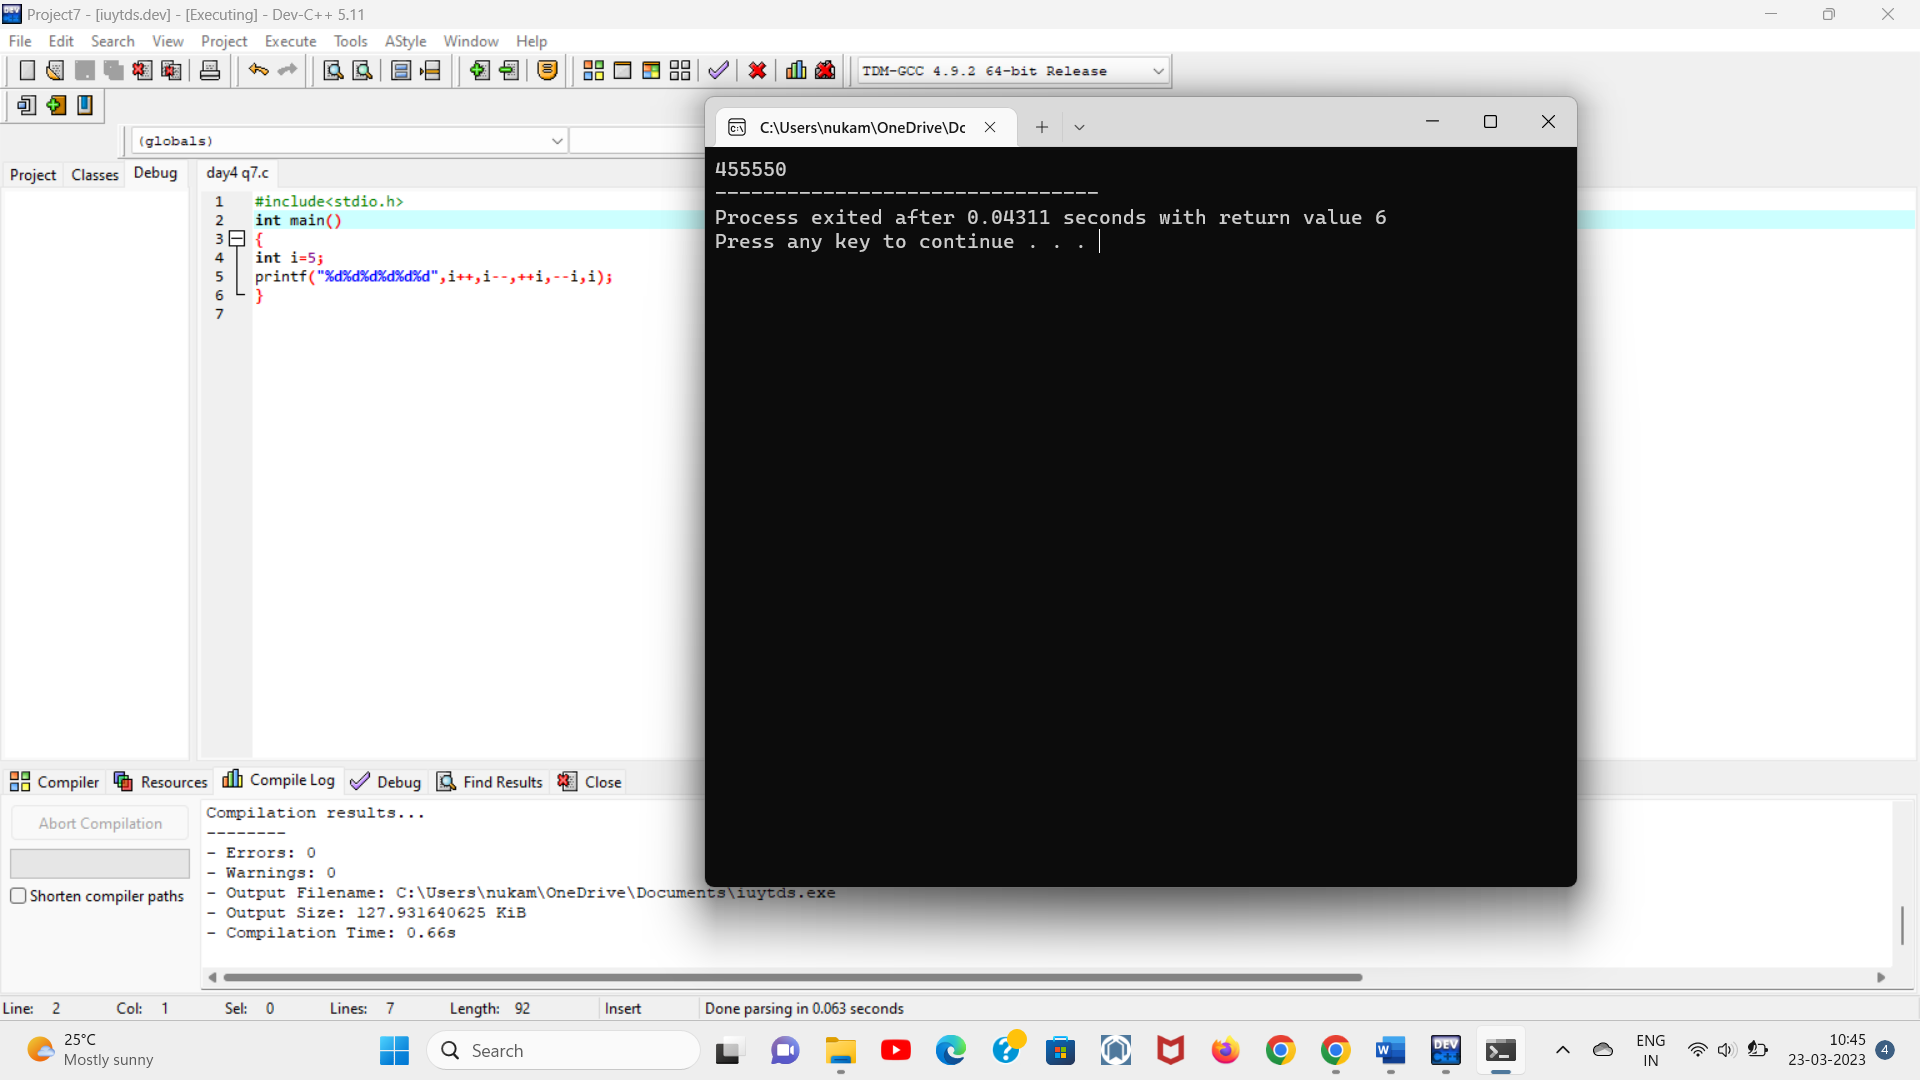 Project7 - [iuytds.dev] - [Executing] - Dev-C++ 5.11
File Edit Search View Project Execute Tools AStyle Window Help
TDM-GCC 4.9.2 64-bit Release
(globals)
Project Classes Debug
day4 q7.c
1 #include<stdio.h>
2 int main()
3 {
4 int i=5;
5 printf("%d%d%d%d%d%d",i++,i--,++i,--i,i);
6 }
7
C:\Users\nukam\OneDrive\Dc
455550
--------------------------------
Process exited after 0.04311 seconds with return value 6
Press any key to continue . . .
Compiler Resources Compile Log Debug Find Results Close
Abort Compilation
Shorten compiler paths
Compilation results...
--------
- Errors: 0
- Warnings: 0
- Output Filename: C:\Users\nukam\OneDrive\Documents\iuytds.exe
- Output Size: 127.931640625 KiB
- Compilation Time: 0.66s
Line: 2 Col: 1 Sel: 0 Lines: 7 Length: 92 Insert Done parsing in 0.063 seconds
25°C
Mostly sunny
Search
ENG
IN
10:45
23-03-2023
4